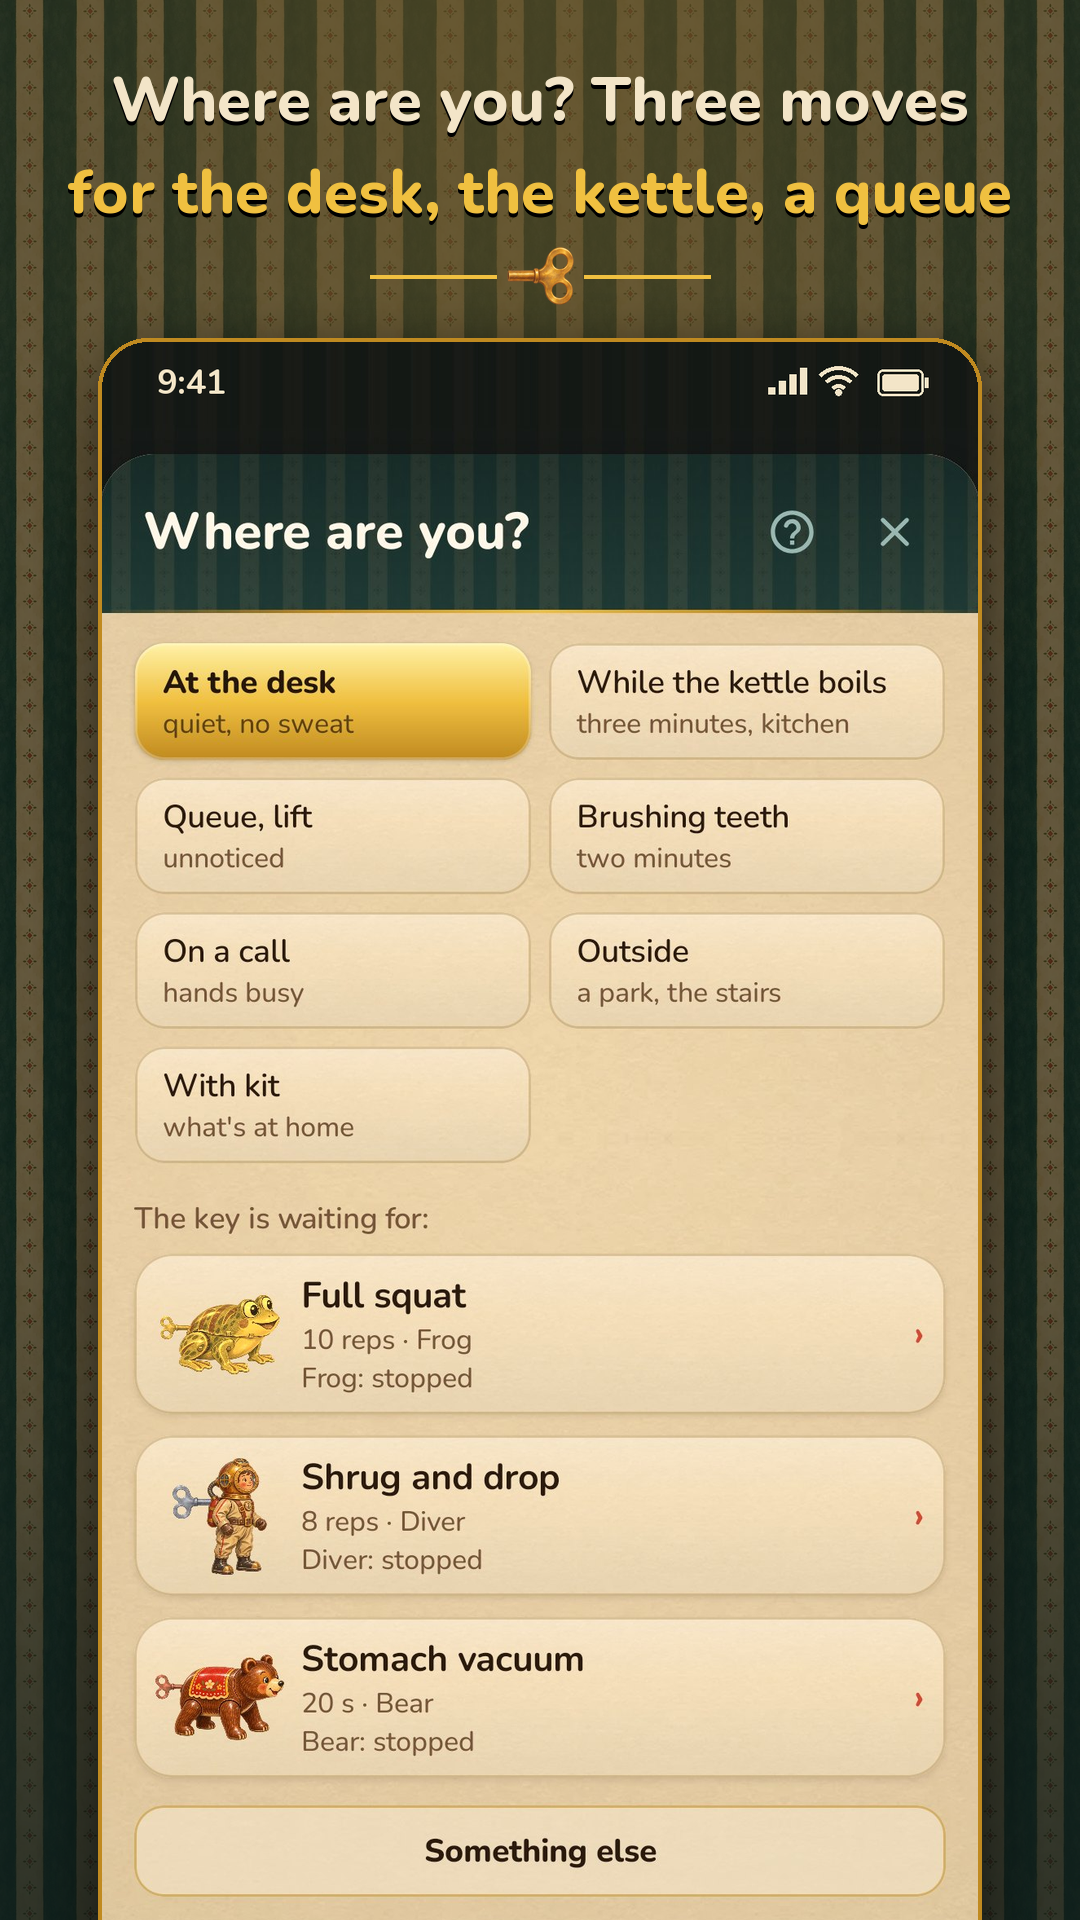 Where are you? Three moves
for the desk, the kettle, a queue
9:41
Where are you?
At the desk
quiet, no sweat
While the kettle boils
three minutes, kitchen
Queue, lift
unnoticed
Brushing teeth
two minutes
On a call
hands busy
Outside
a park, the stairs
With kit
what's at home
The key is waiting for:
Full squat
10 reps · Frog
Frog: stopped
Shrug and drop
8 reps · Diver
Diver: stopped
Stomach vacuum
20 s · Bear
Bear: stopped
Something else